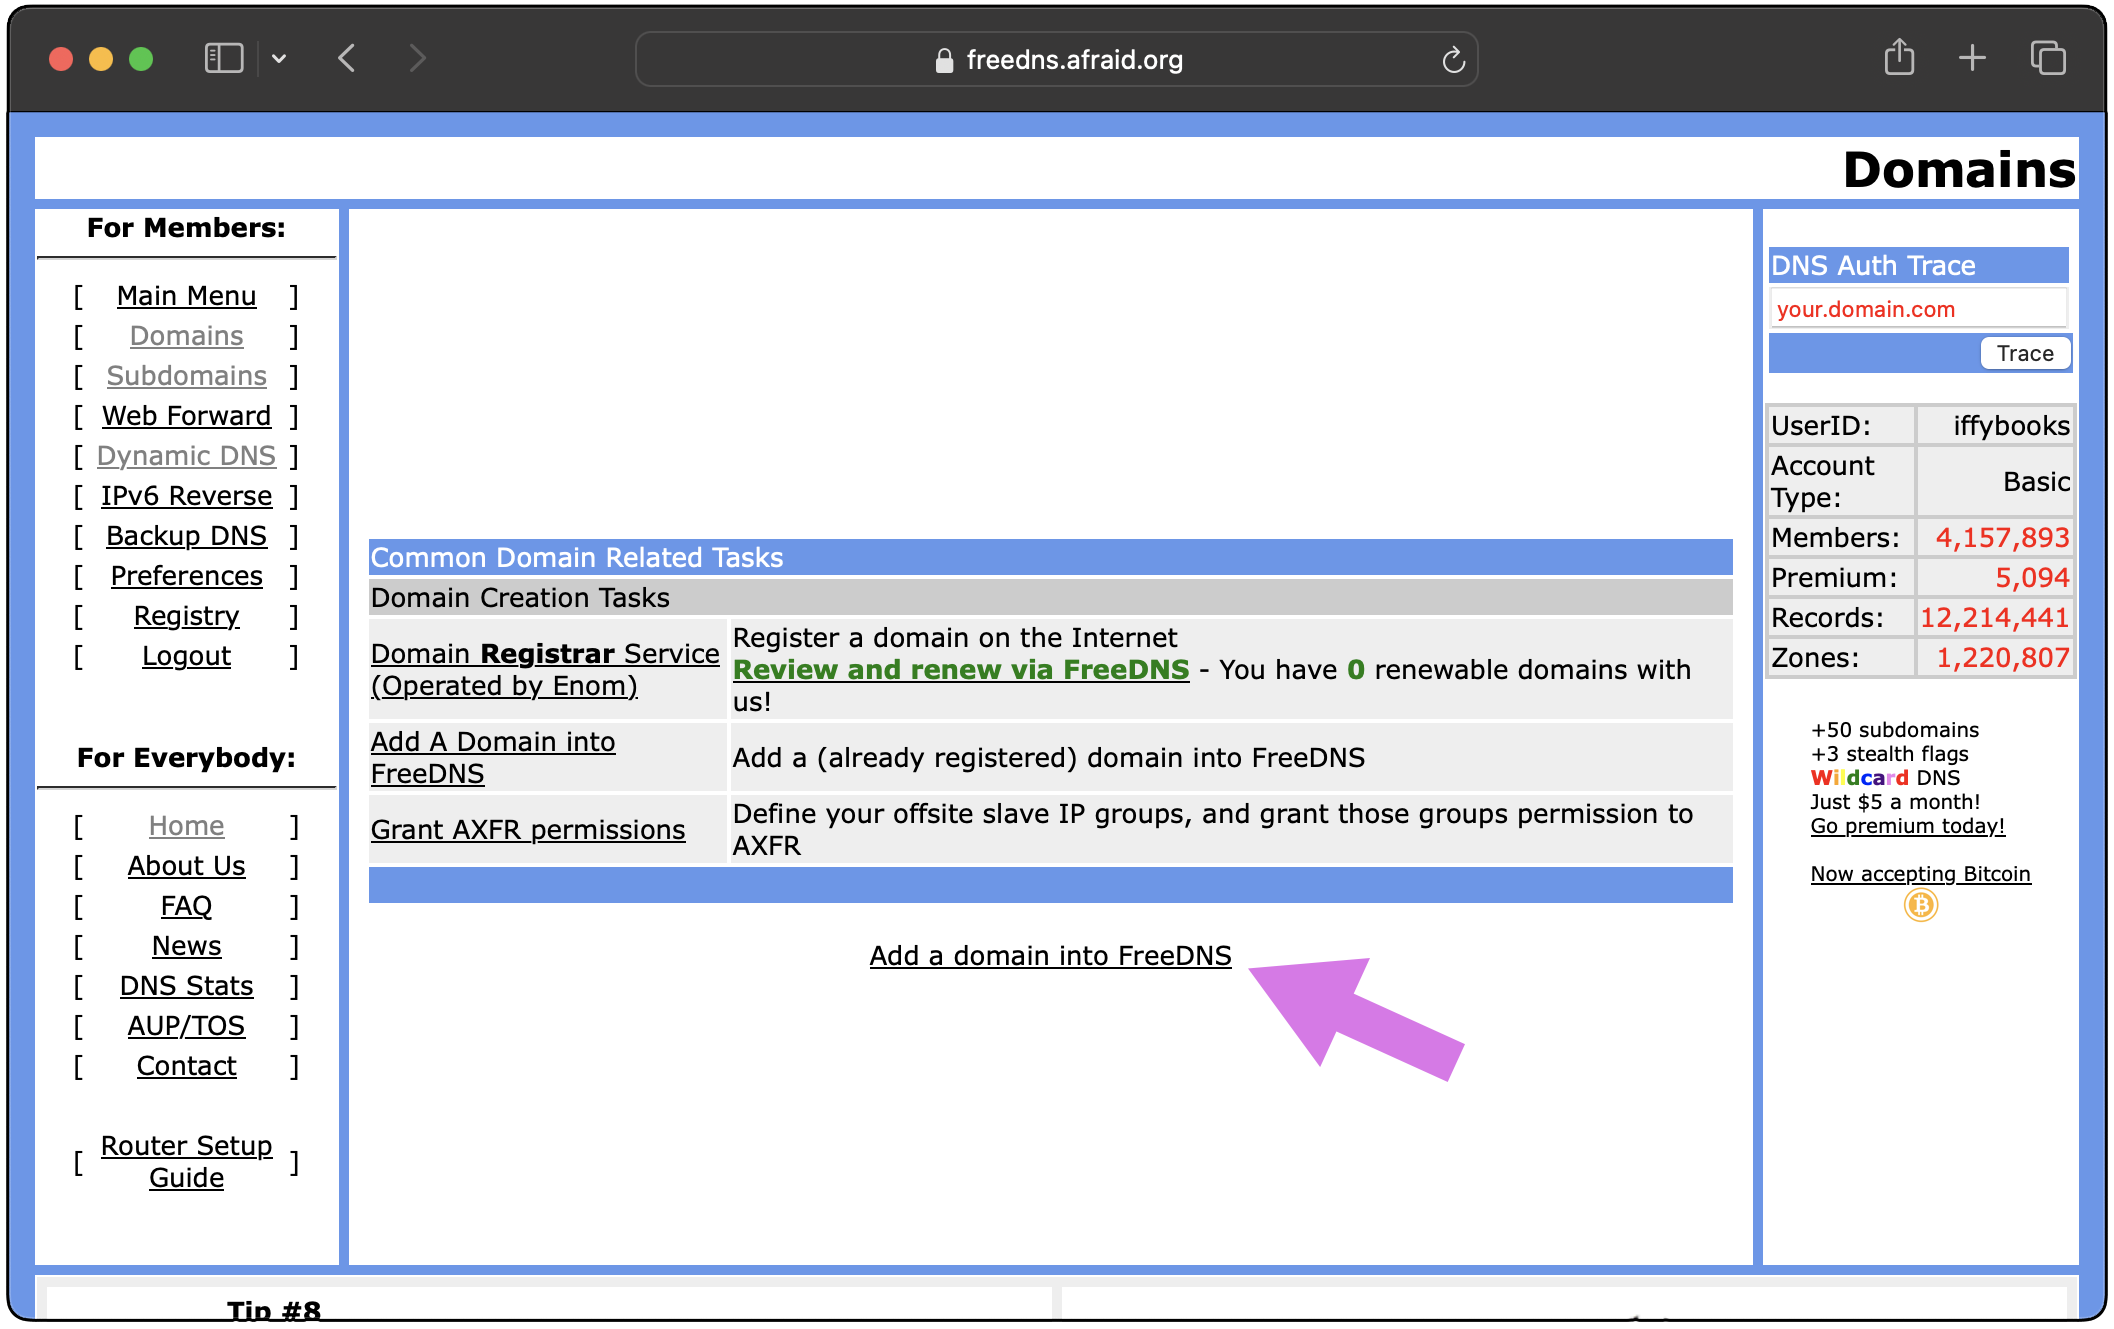 freedns.afraid.org
Domains
For Members:
[ Main Menu ]
[ Domains ]
[ Subdomains ]
[ Web Forward ]
[ Dynamic DNS ]
[ IPv6 Reverse ]
[ Backup DNS ]
[ Preferences ]
[ Registry ]
[ Logout ]
For Everybody:
[ Home ]
[ About Us ]
[ FAQ ]
[ News ]
[ DNS Stats ]
[ AUP/TOS ]
[ Contact ]
[ Router Setup
Guide ]
Common Domain Related Tasks
Domain Creation Tasks
Domain Registrar Service
(Operated by Enom)
Register a domain on the Internet
Review and renew via FreeDNS - You have 0 renewable domains with
us!
Add A Domain into
FreeDNS
Add a (already registered) domain into FreeDNS
Grant AXFR permissions
Define your offsite slave IP groups, and grant those groups permission to
AXFR
Add a domain into FreeDNS
DNS Auth Trace
your.domain.com
Trace
UserID: iffybooks
Account
Type: Basic
Members: 4,157,893
Premium: 5,094
Records: 12,214,441
Zones: 1,220,807
+50 subdomains
+3 stealth flags
Wildcard DNS
Just $5 a month!
Go premium today!
Now accepting Bitcoin
Tip #8